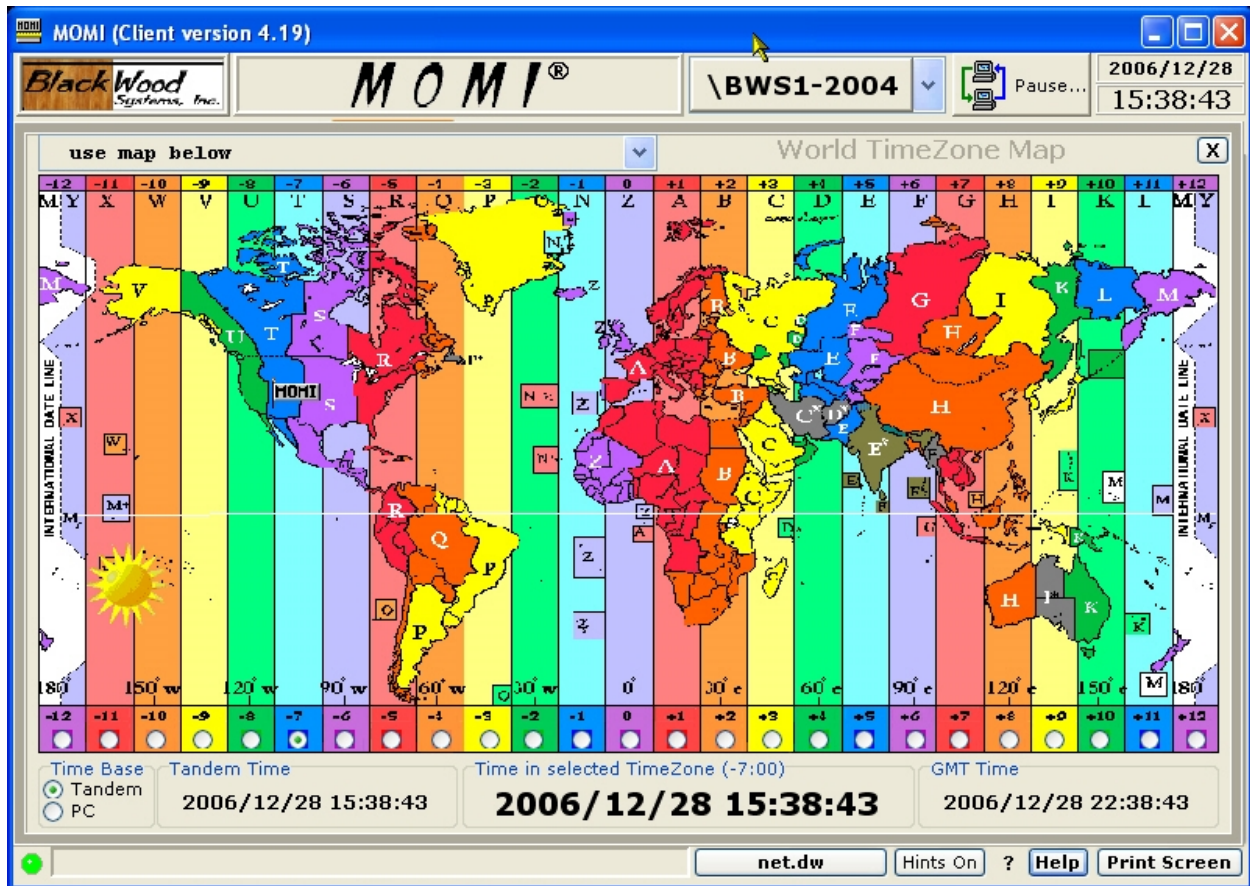 MOMI (Client version 4.19)
BlackWood Systems, Inc.
MOMI®
\BWS1-2004
Pause...
2006/12/28
15:38:43
use map below
World TimeZone Map
X
-12 -11 -10 -9 -8 -7 -6 -5 -4 -3 -2 -1 0 +1 +2 +3 +4 +5 +6 +7 +8 +9 +10 +11 +12
M Y X W V U T S R Q P O N Z A B C D E F G H I K L M Y
MOMI
INTERNATIONAL DATE LINE
INTERNATIONAL DATE LINE
180° 150° w 120° w 90° w 60° w 30° w 0° 30° e 60° e 90° e 120° e 150° e 180°
-12 -11 -10 -9 -8 -7 -6 -5 -4 -3 -2 -1 0 +1 +2 +3 +4 +5 +6 +7 +8 +9 +10 +11 +12
Time Base
Tandem
PC
Tandem Time
2006/12/28 15:38:43
Time in selected TimeZone (-7:00)
2006/12/28 15:38:43
GMT Time
2006/12/28 22:38:43
net.dw
Hints On
?
Help
Print Screen